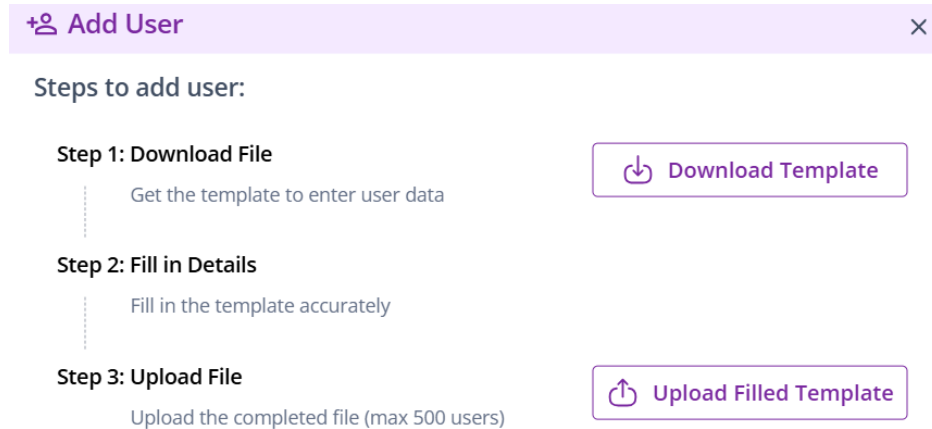 Add User
Steps to add user:
Step 1: Download File
Download Template
Get the template to enter user data
Step 2: Fill in Details
Fill in the template accurately
Step 3: Upload File
Upload Filled Template
Upload the completed file (max 500 users)